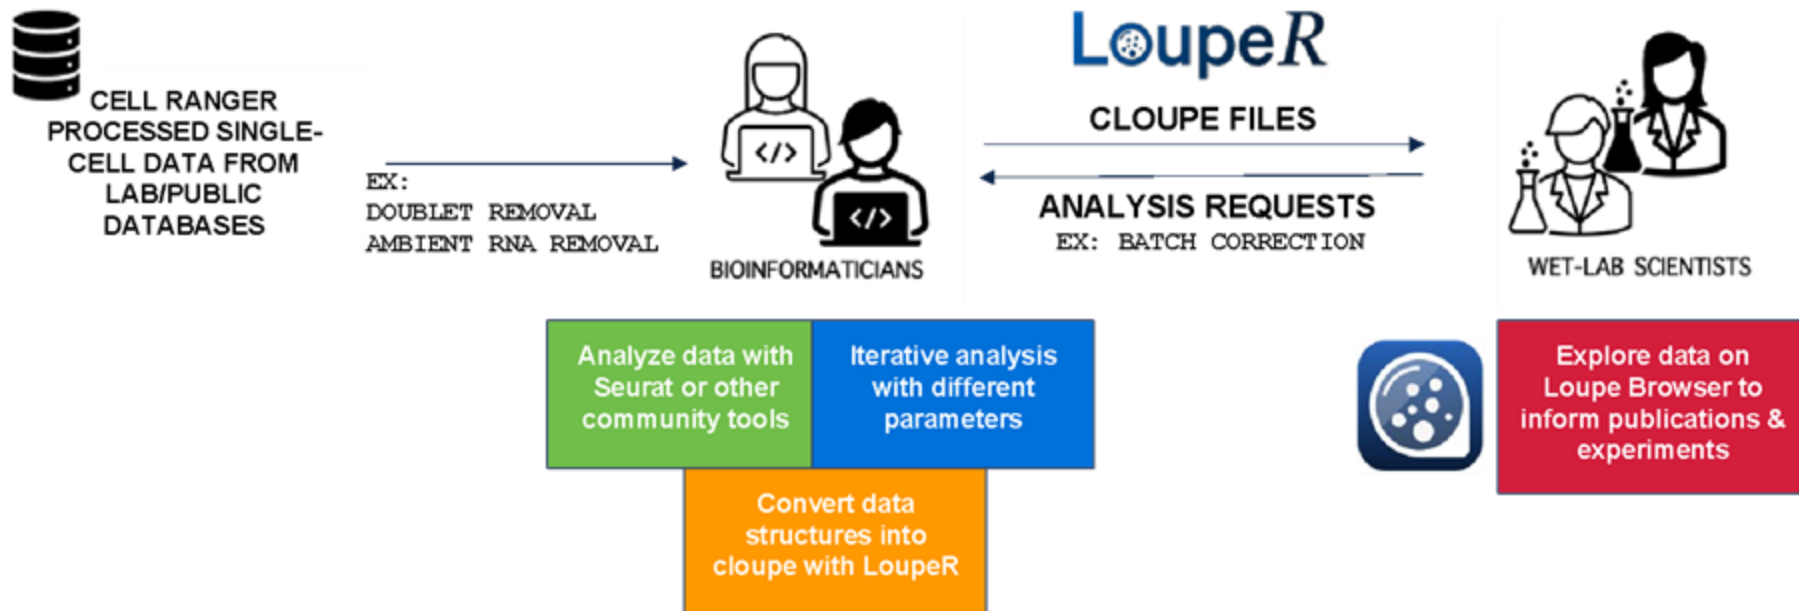 CELL RANGER
PROCESSED SINGLE-
CELL DATA FROM
LAB/PUBLIC
DATABASES
EX:
DOUBLET REMOVAL
AMBIENT RNA REMOVAL
</>
</>
BIOINFORMATICIANS
LoupeR
CLOUPE FILES
ANALYSIS REQUESTS
EX: BATCH CORRECTION
WET-LAB SCIENTISTS
Analyze data with
Seurat or other
community tools
Iterative analysis
with different
parameters
Convert data
structures into
cloupe with LoupeR
Explore data on
Loupe Browser to
inform publications &
experiments